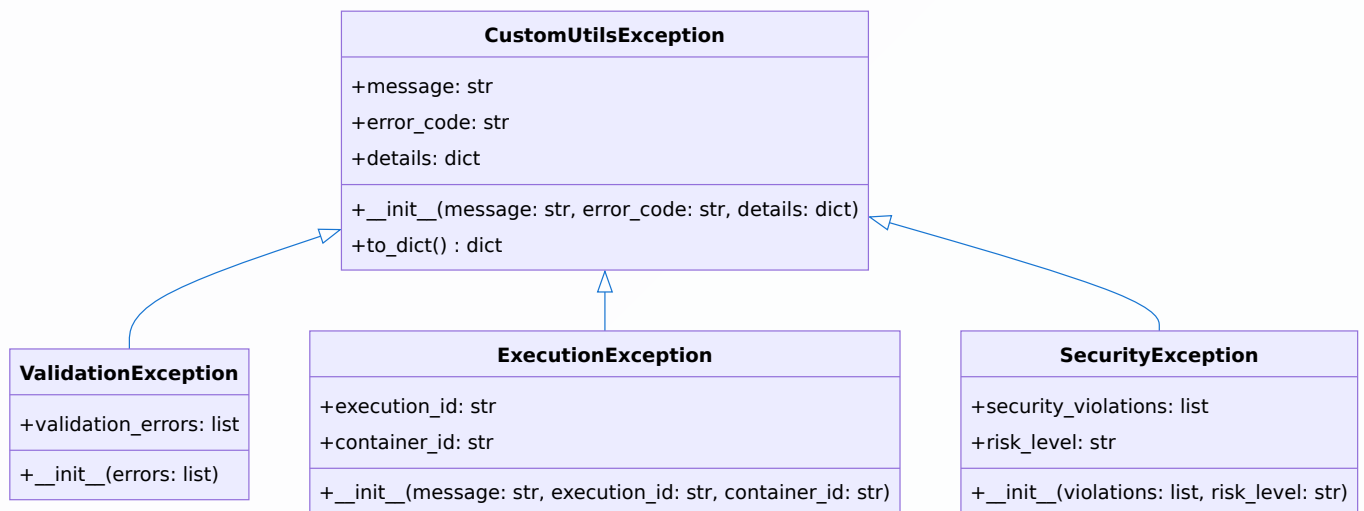 CustomUtilsException
+message: str
+error_code: str
+details: dict
+__init__(message: str, error_code: str, details: dict)
+to_dict() : dict
ValidationException
+validation_errors: list
+__init__(errors: list)
ExecutionException
+execution_id: str
+container_id: str
+__init__(message: str, execution_id: str, container_id: str)
SecurityException
+security_violations: list
+risk_level: str
+__init__(violations: list, risk_level: str)